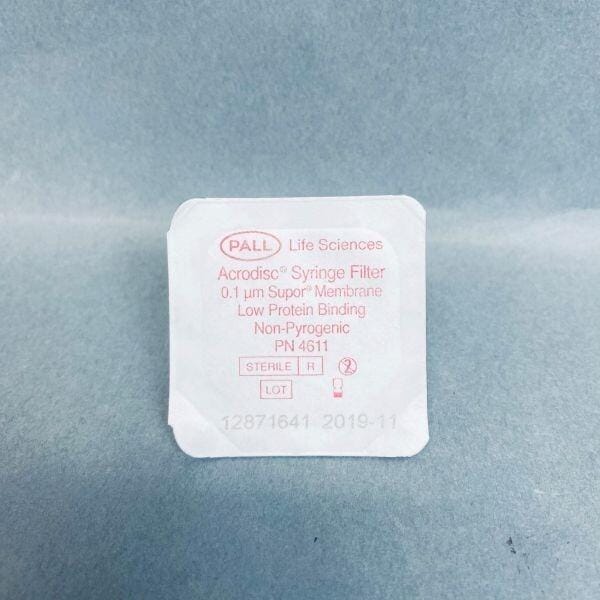 PALL Life Sciences
Acrodisc® Syringe Filter
0.1 µm Supor® Membrane
Low Protein Binding
Non-Pyrogenic
PN 4611
STERILE R
LOT
12871641 2019-11